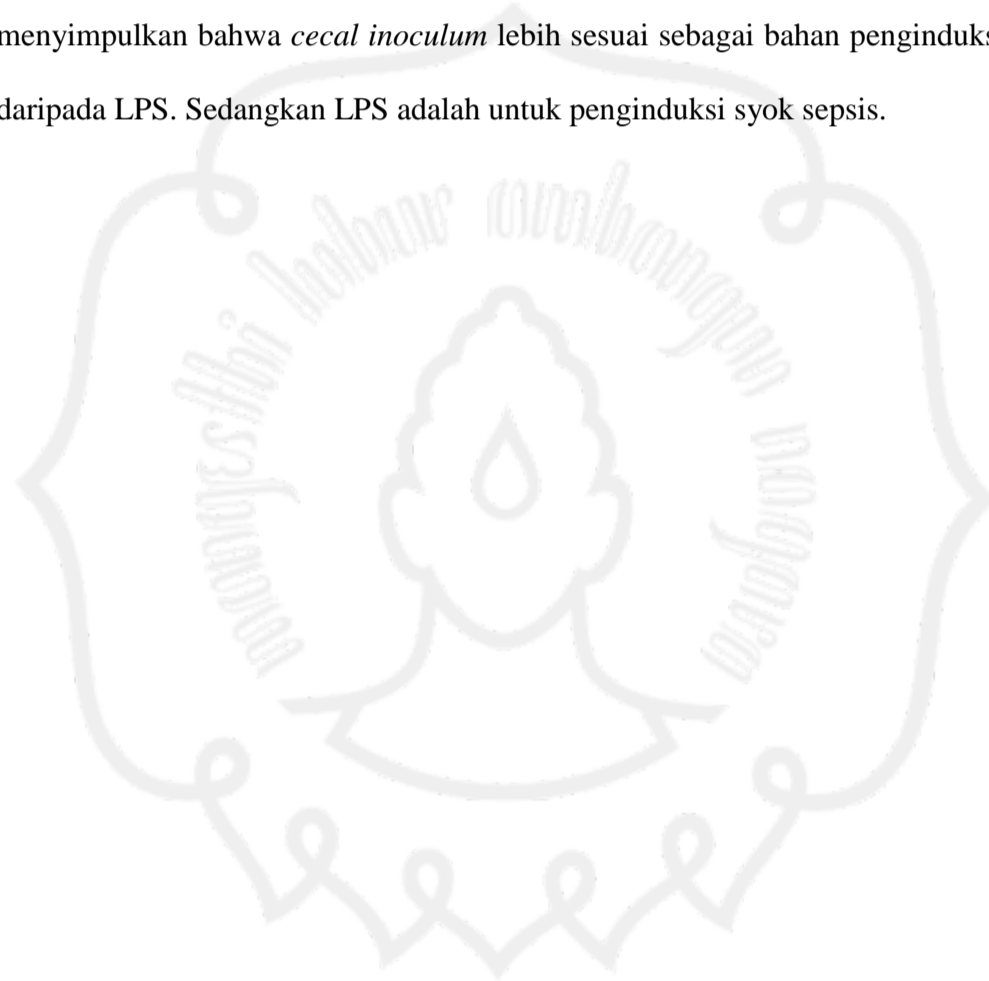 menyimpulkan bahwa cecal inoculum lebih sesuai sebagai bahan penginduks
daripada LPS. Sedangkan LPS adalah untuk penginduksi syok sepsis.